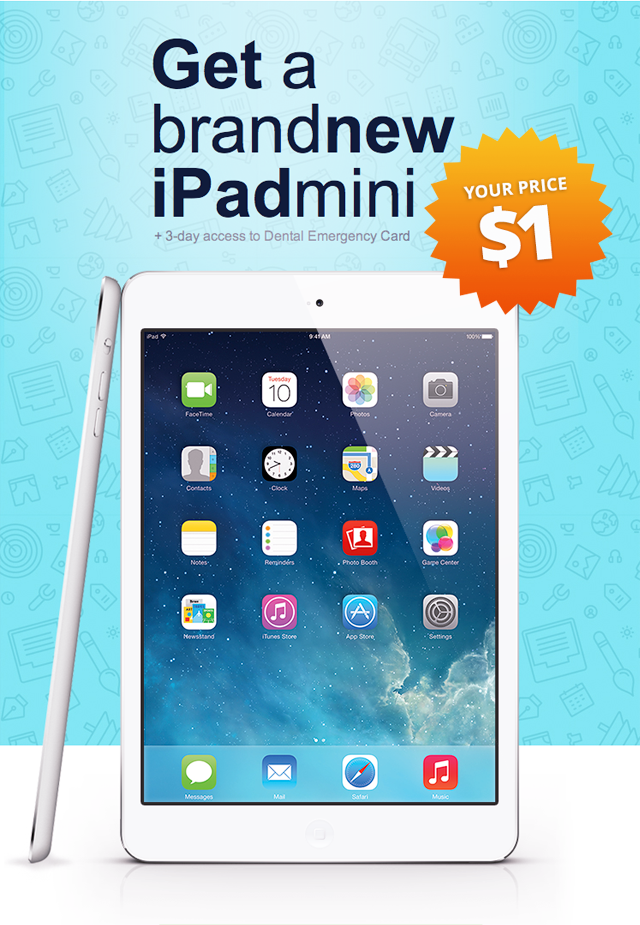 Get a
brandnew
iPadmini
+ 3-day access to Dental Emergency Card
YOUR PRICE
$1
iPad 9:41 AM 100%
Tuesday
10
FaceTime Calendar Photos Camera
280
Contacts Clock Maps Videos
Notes Reminders Photo Booth Game Center
Newsstand iTunes Store App Store Settings
Messages Mail Safari Music